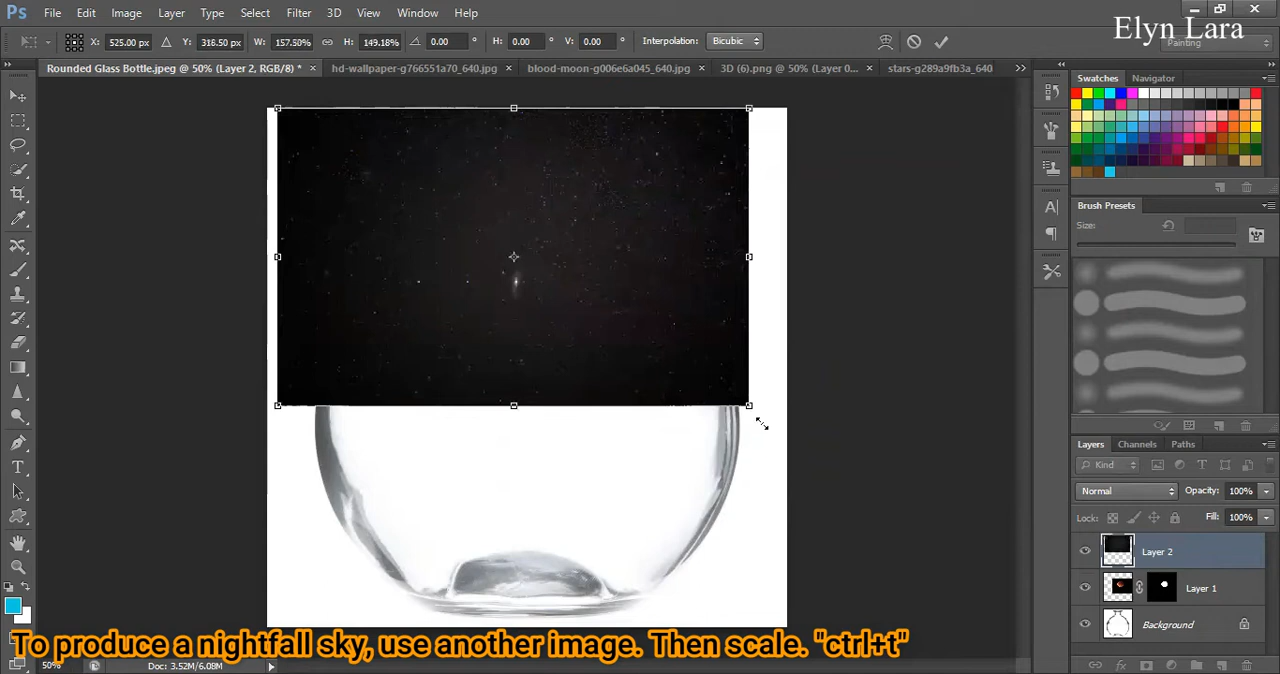 Ps File Edit Image Layer Type Select Filter 3D View Window Help
Elyn Lara
X: 525.00 px Y: 318.50 px W: 157.50% H: 149.18% 0.00 ° H: 0.00 ° V: 0.00 ° Interpolation: Bicubic
Painting
Rounded Glass Bottle.jpeg @ 50% (Layer 2, RGB/8) * × hd-wallpaper-g766551a70_640.jpg × blood-moon-g006e6a045_640.jpg × 3D (6).png @ 50% (Layer 0... × stars-g289a9fb3a_640
Swatches Navigator
Brush Presets
Size:
Layers Channels Paths
Kind
Normal Opacity: 100%
Lock: Fill: 100%
Layer 2
Layer 1
Background
To produce a nightfall sky, use another image. Then scale. "ctrl+t"
50% Doc: 3.52M/6.08M